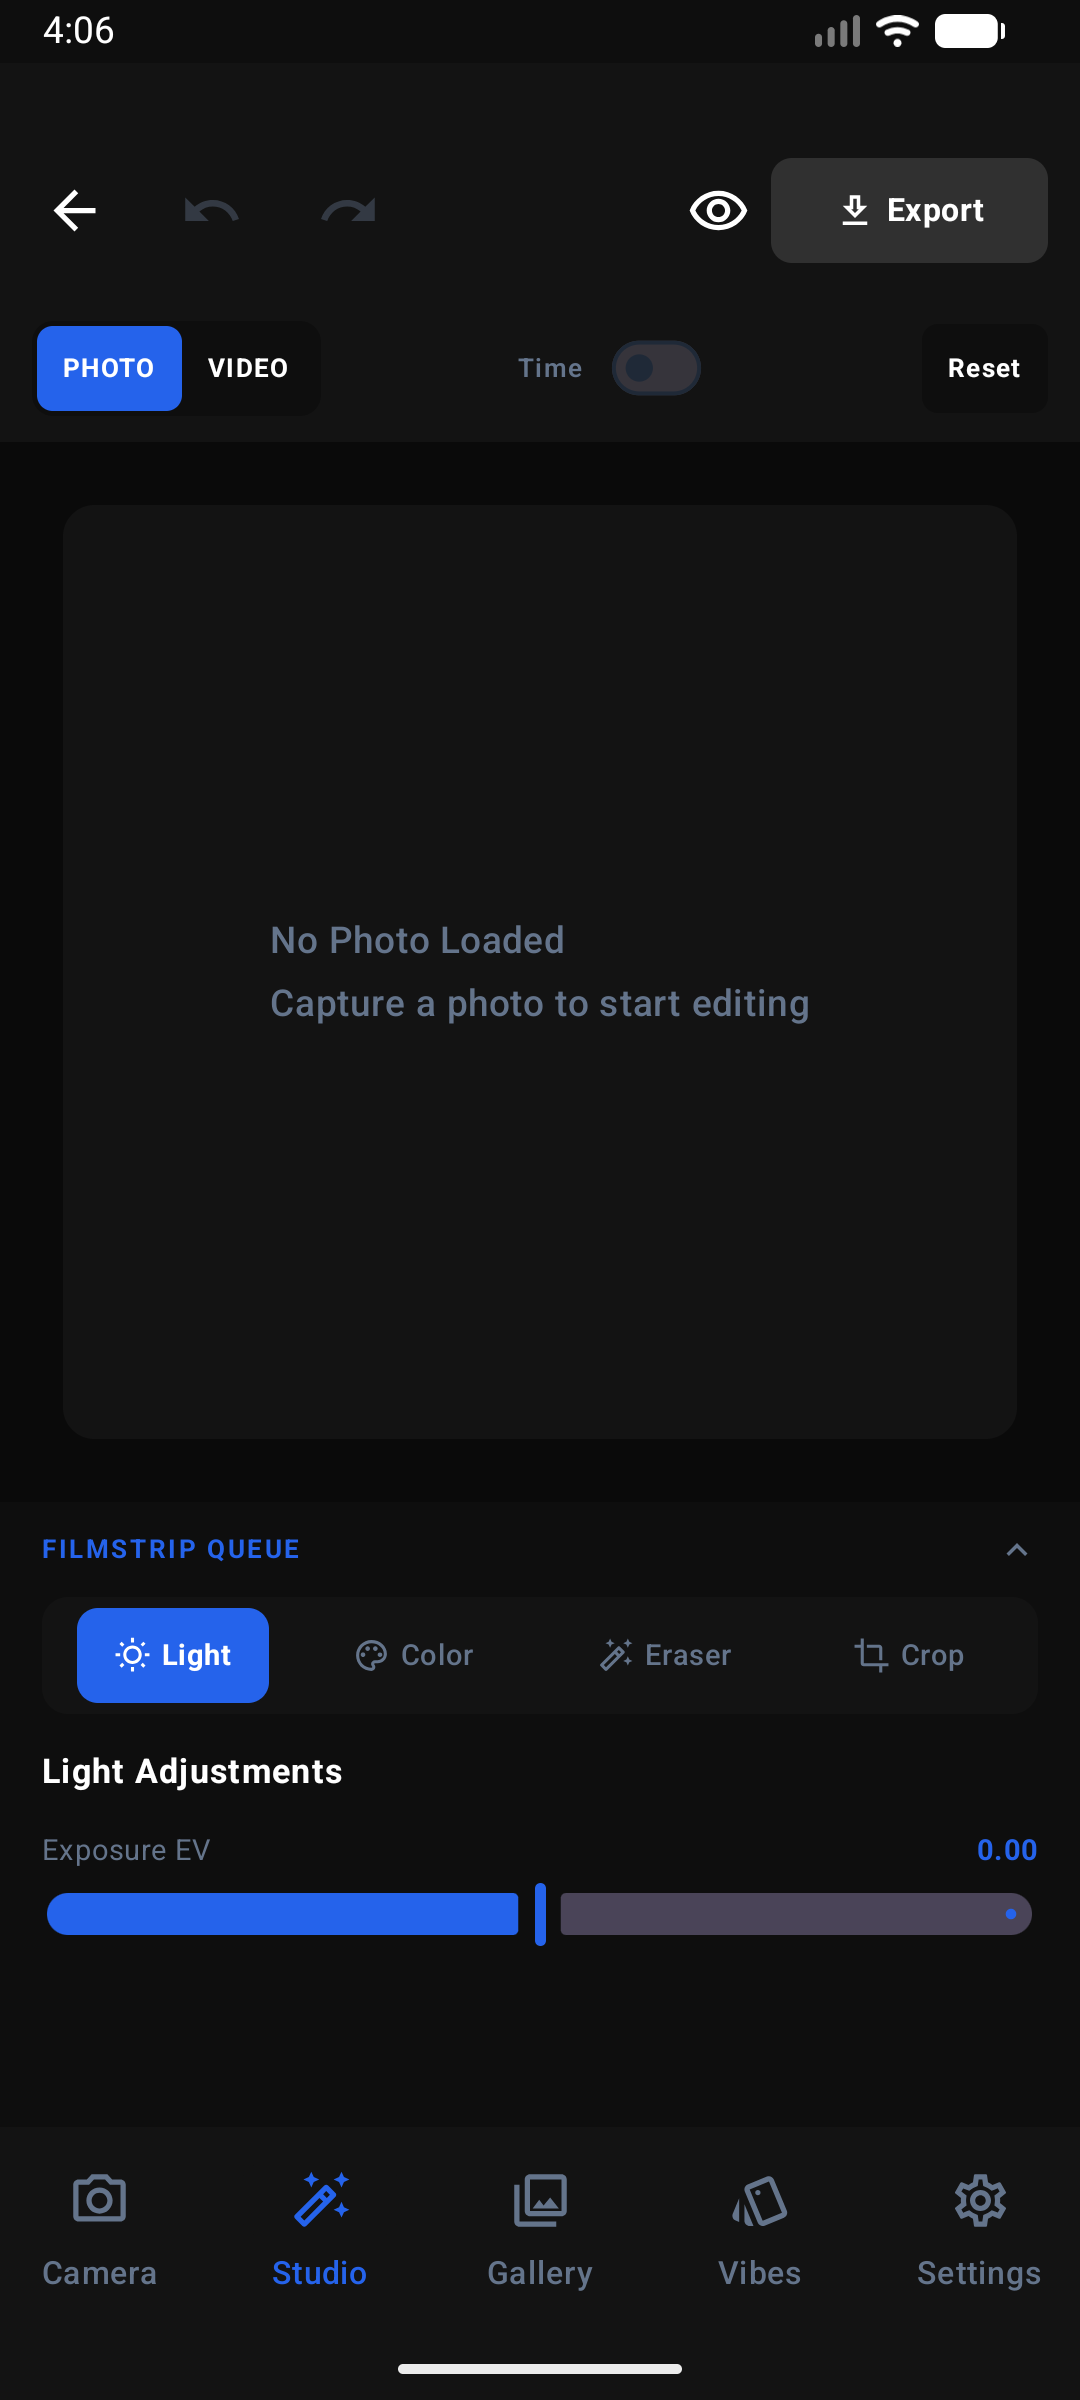 4:06
Export
PHOTO
VIDEO
Time
Reset
No Photo Loaded
Capture a photo to start editing
FILMSTRIP QUEUE
Light
Color
Eraser
Crop
Light Adjustments
Exposure EV
0.00
Camera
Studio
Gallery
Vibes
Settings